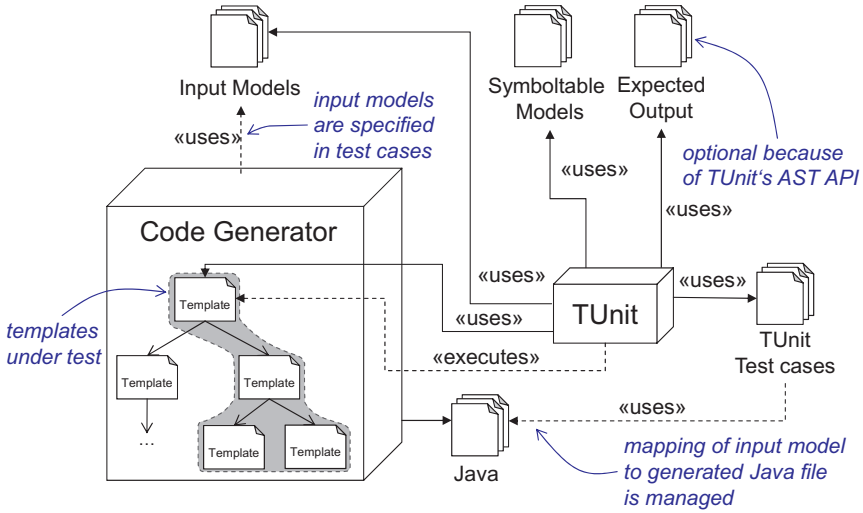 Input Models
Symboltable
Models
Expected
Output
input models
are specified
in test cases
«uses»
optional because
of TUnit‘s AST API
«uses»
«uses»
Code Generator
«uses»
«uses»
Template
TUnit
«uses»
templates
under test
TUnit
Test cases
«executes»
Template
Template
...
«uses»
Template
Template
Java
mapping of input model
to generated Java file
is managed